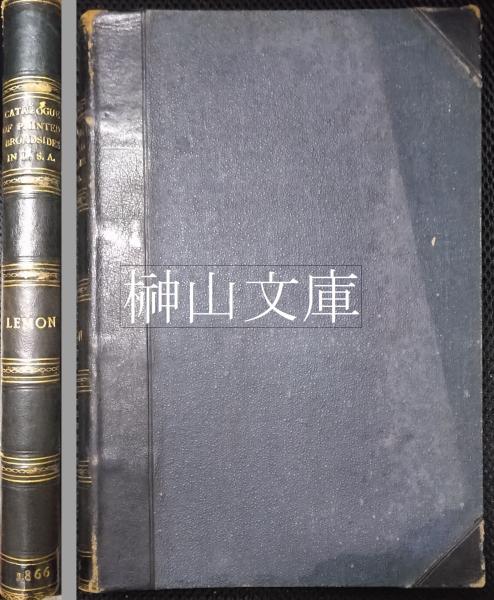 CATALOGUE
OF PRINTED
BROADSIDES
IN L. S. A.
LEMON
1866
榊山文庫